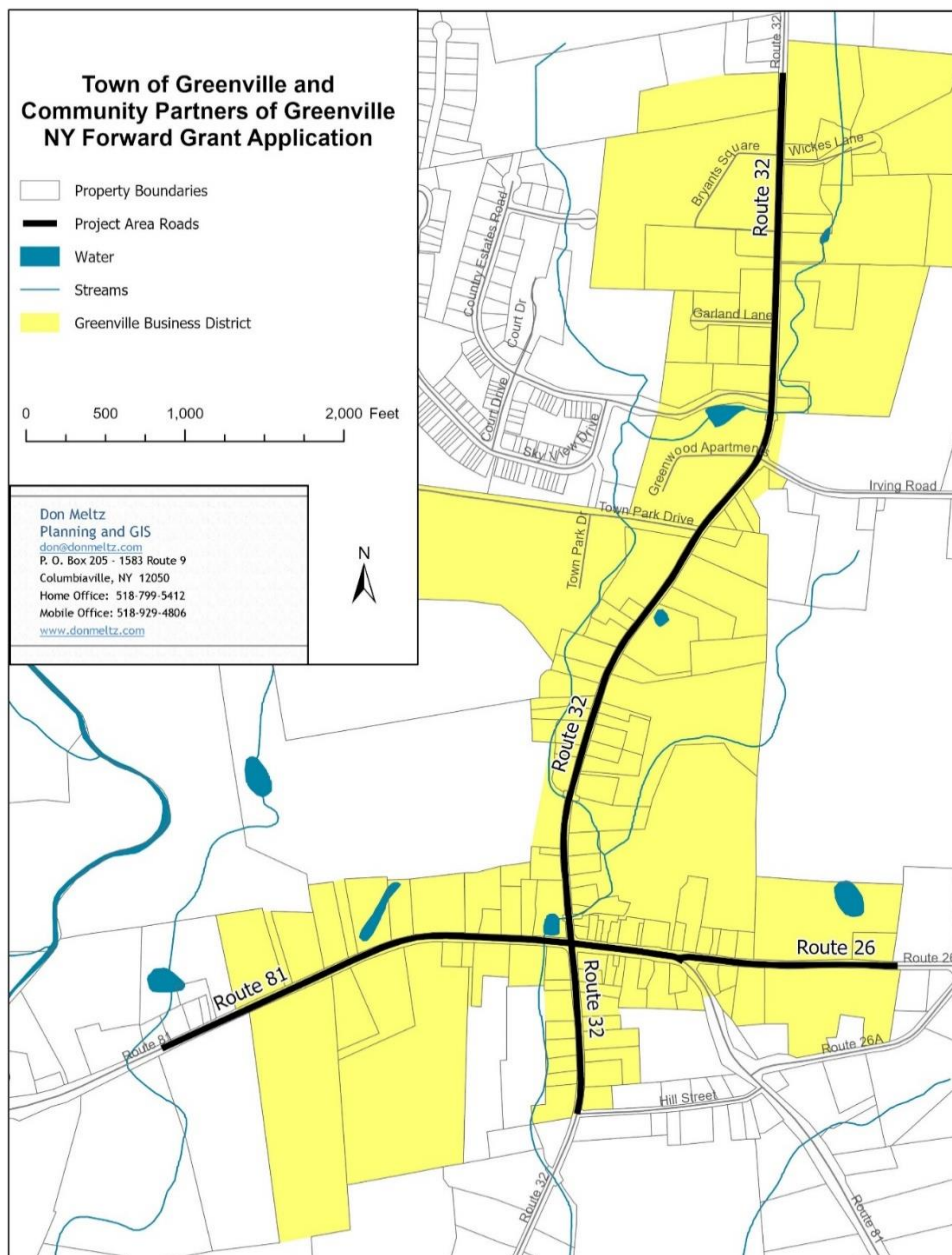 Town of Greenville and
Community Partners of Greenville
NY Forward Grant Application
Property Boundaries
Project Area Roads
Water
Streams
Greenville Business District
0 500 1,000 2,000 Feet
Don Meltz
Planning and GIS
don@donmeltz.com
P. O. Box 205 - 1583 Route 9
Columbiaville, NY 12050
Home Office: 518-799-5412
Mobile Office: 518-929-4806
www.donmeltz.com
N
Route 32
Wickes Lane
Bryants Square
Route 32
Country Estates Road
Court Dr
Garland Lane
Court Drive
Sky View Drive
Greenwood Apartments
Irving Road
Town Park Drive
Town Park Dr
Route 32
Route 26
Route 26
Route 81
Route 32
Route 81
Route 26A
Hill Street
Route 32
Route 81